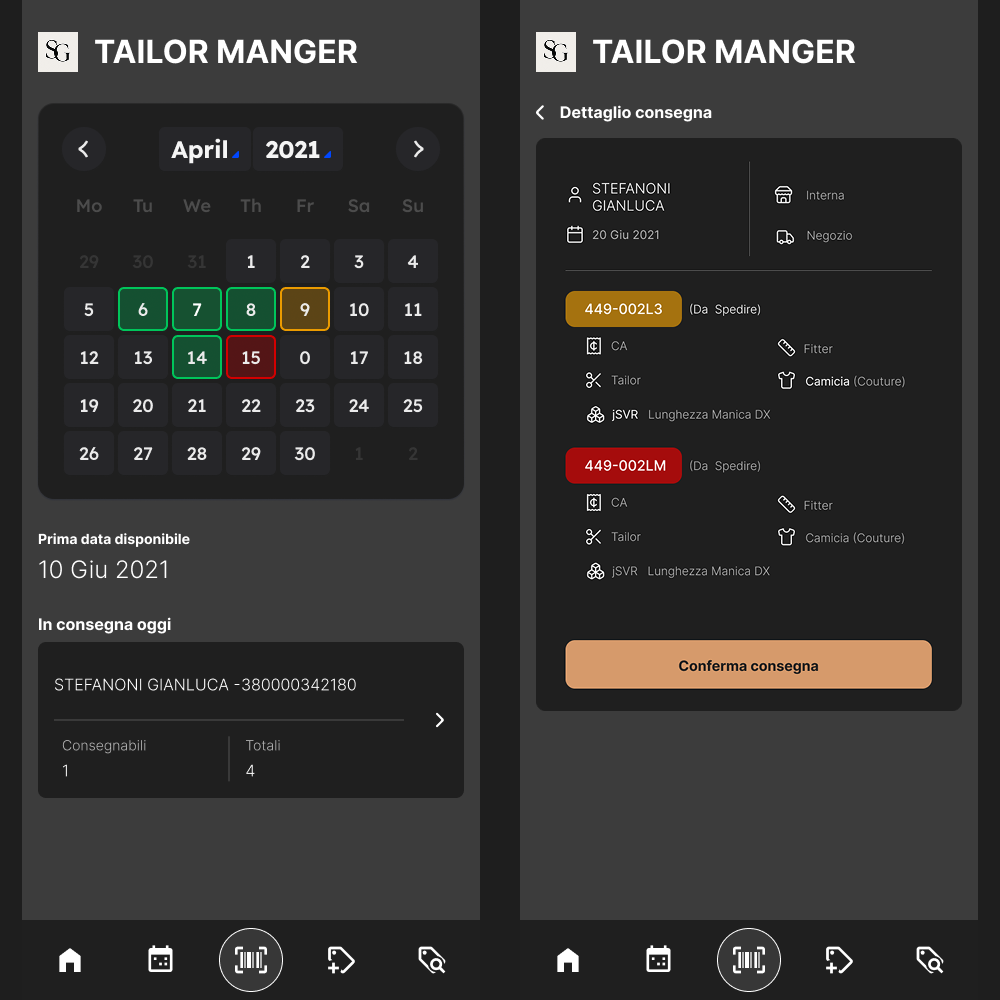 SG TAILOR MANGER
April 2021
Mo Tu We Th Fr Sa Su
29 30 31 1 2 3 4
5 6 7 8 9 10 11
12 13 14 15 0 17 18
19 20 21 22 23 24 25
26 27 28 29 30 1 2
Prima data disponibile
10 Giu 2021
In consegna oggi
STEFANONI GIANLUCA -380000342180
Consegnabili Totali
1 4
SG TAILOR MANGER
Dettaglio consegna
STEFANONI
GIANLUCA
Interna
20 Giu 2021
Negozio
449-002L3 (Da Spedire)
CA Fitter
Tailor Camicia (Couture)
jSVR Lunghezza Manica DX
449-002LM (Da Spedire)
CA Fitter
Tailor Camicia (Couture)
jSVR Lunghezza Manica DX
Conferma consegna